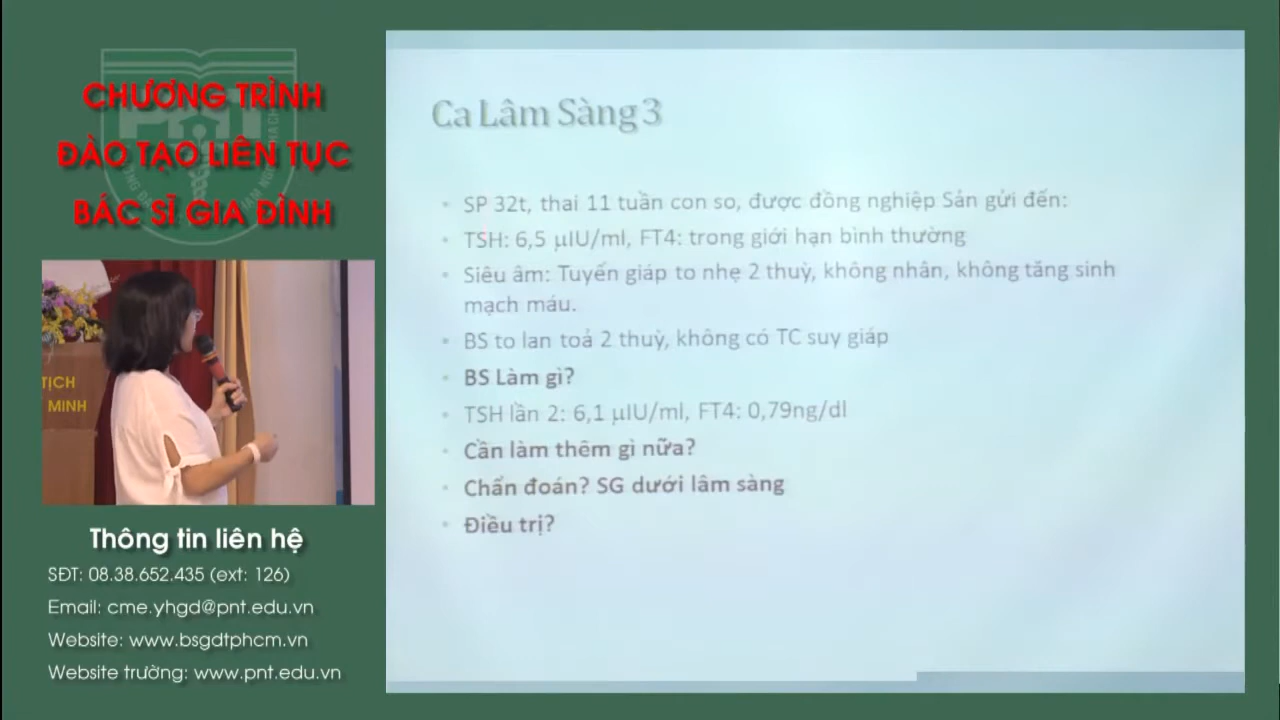 CHƯƠNG TRÌNH
ĐÀO TẠO LIÊN TỤC
BÁC SĨ GIA ĐÌNH
TỊCH
MINH
Thông tin liên hệ
SĐT: 08.38.652.435 (ext: 126)
Email: cme.yhgd@pnt.edu.vn
Website: www.bsgdtphcm.vn
Website trường: www.pnt.edu.vn
Ca Lâm Sàng 3
SP 32t, thai 11 tuần con so, được đồng nghiệp Sản gửi đến:
TSH: 6,5 µIU/ml, FT4: trong giới hạn bình thường
Siêu âm: Tuyến giáp to nhẹ 2 thuỳ, không nhân, không tăng sinh
mạch máu.
BS to lan toả 2 thuỳ, không có TC suy giáp
BS Làm gì?
TSH lần 2: 6,1 µIU/ml, FT4: 0,79ng/dl
Cần làm thêm gì nữa?
Chẩn đoán? SG dưới lâm sàng
Điều trị?